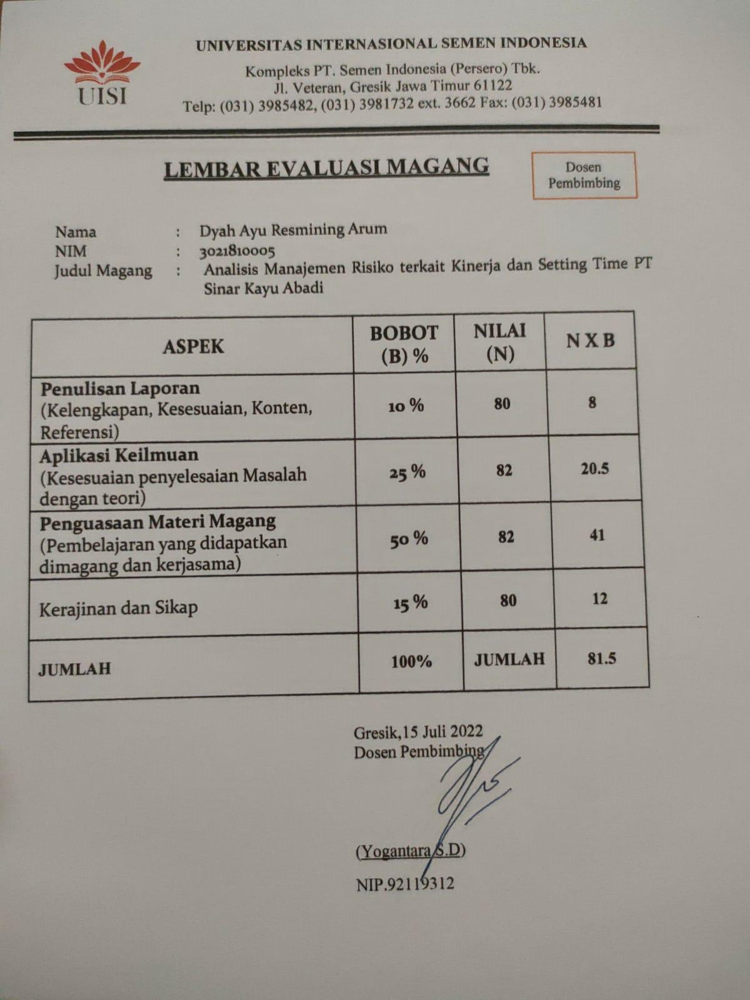 UISI
UNIVERSITAS INTERNASIONAL SEMEN INDONESIA
Kompleks PT. Semen Indonesia (Persero) Tbk.
Jl. Veteran, Gresik Jawa Timur 61122
Telp: (031) 3985482, (031) 3981732 ext. 3662 Fax: (031) 3985481
LEMBAR EVALUASI MAGANG
Dosen
Pembimbing
Nama : Dyah Ayu Resmining Arum
NIM : 3021810005
Judul Magang : Analisis Manajemen Risiko terkait Kinerja dan Setting Time PT
Sinar Kayu Abadi
ASPEK BOBOT (B) % NILAI (N) N X B
Penulisan Laporan
(Kelengkapan, Kesesuaian, Konten,
Referensi)
10 % 80 8
Aplikasi Keilmuan
(Kesesuaian penyelesaian Masalah
dengan teori)
25 % 82 20.5
Penguasaan Materi Magang
(Pembelajaran yang didapatkan
dimagang dan kerjasama)
50 % 82 41
Kerajinan dan Sikap 15 % 80 12
JUMLAH 100% JUMLAH 81.5
Gresik,15 Juli 2022
Dosen Pembimbing
(Yogantara S.D)
NIP.92119312